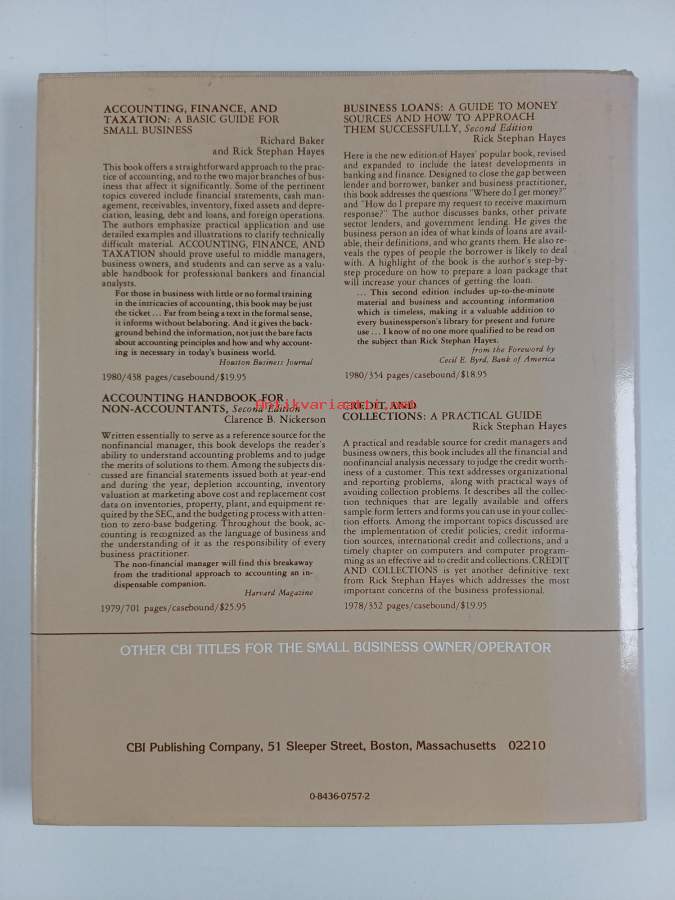 ACCOUNTING, FINANCE, AND
TAXATION: A BASIC GUIDE FOR
SMALL BUSINESS
Richard Baker
and Rick Stephan Hayes
This book offers a straightforward approach to the prac-
tice of accounting, and to the two major branches of bus-
iness that affect it significantly. Some of the pertinent
topics covered include financial statements, cash man-
agement, receivables, inventory, fixed assets and depre-
ciation, leasing, debt and loans, and foreign operations.
The authors emphasize practical application and use
detailed examples and illustrations to clarify technically
difficult material. ACCOUNTING, FINANCE, AND
TAXATION should prove useful to middle managers,
business owners, and students and can serve as a valu-
able handbook for professional bankers and financial
analysts.
For those in business with little or no formal training
in the intricacies of accounting, this book may be just
the ticket ... Far from being a text in the formal sense,
it informs without belaboring. And it gives the back-
ground behind the information, not just the bare facts
about accounting principles and how and why account-
ing is necessary in today's business world.
Houston Business Journal
1980/438 pages/casebound/$19.95
ACCOUNTING HANDBOOK FOR
NON-ACCOUNTANTS, Second Edition
Clarence B. Nickerson
Written essentially to serve as a reference source for the
nonfinancial manager, this book develops the reader's
ability to understand accounting problems and to judge
the merits of solutions to them. Among the subjects dis-
cussed are financial statements issued both at year-end
and during the year, depletion accounting, inventory
valuation at marketing above cost and replacement cost
data on inventories, property, plant, and equipment re-
quired by the SEC, and the budgeting process with atten-
tion to zero-base budgeting. Throughout the book, ac-
counting is recognized as the language of business and
the understanding of it as the responsibility of every
business practitioner.
The non-financial manager will find this breakaway
from the traditional approach to accounting an in-
dispensable companion.
Harvard Magazine
1979/701 pages/casebound/$25.95
BUSINESS LOANS: A GUIDE TO MONEY
SOURCES AND HOW TO APPROACH
THEM SUCCESSFULLY, Second Edition
Rick Stephan Hayes
Here is the new edition of Hayes' popular book, revised
and expanded to include the latest developments in
banking and finance. Designed to close the gap between
lender and borrower, banker and business practitioner,
this book addresses the questions "Where do I get money?"
and "How do I prepare my request to receive maximum
response?" The author discusses banks, other private
sector lenders, and government lending. He gives the
business person an idea of what kinds of loans are avail-
able, their definitions, and who grants them. He also re-
veals the types of people the borrower is likely to deal
with. A highlight of the book is the author's step-by-
step procedure on how to prepare a loan package that
will increase your chances of getting the loan.
... This second edition includes up-to-the-minute
material and business and accounting information
which is timeless, making it a valuable addition to
every businessperson's library for present and future
use ... I know of no one more qualified to be read on
the subject than Rick Stephan Hayes.
from the Foreword by
Cecil E. Byrd, Bank of America
1980/354 pages/casebound/$18.95
CREDIT AND
COLLECTIONS: A PRACTICAL GUIDE
Rick Stephan Hayes
A practical and readable source for credit managers and
business owners, this book includes all the financial and
nonfinancial analysis necessary to judge the credit worth-
iness of a customer. This text addresses organizational
and reporting problems, along with practical ways of
avoiding collection problems. It describes all the collec-
tion techniques that are legally available and offers
sample form letters and forms you can use in your collec-
tion efforts. Among the important topics discussed are
the implementation of credit policies, credit informa-
tion sources, international credit and collections, and a
timely chapter on computers and computer program-
ming as an effective aid to credit and collections. CREDIT
AND COLLECTIONS is yet another definitive text
from Rick Stephan Hayes which addresses the most
important concerns of the business professional.
1978/352 pages/casebound/$19.95
Antikvariaatti.net
OTHER CBI TITLES FOR THE SMALL BUSINESS OWNER/OPERATOR
CBI Publishing Company, 51 Sleeper Street, Boston, Massachusetts 02210
0-8436-0757-2